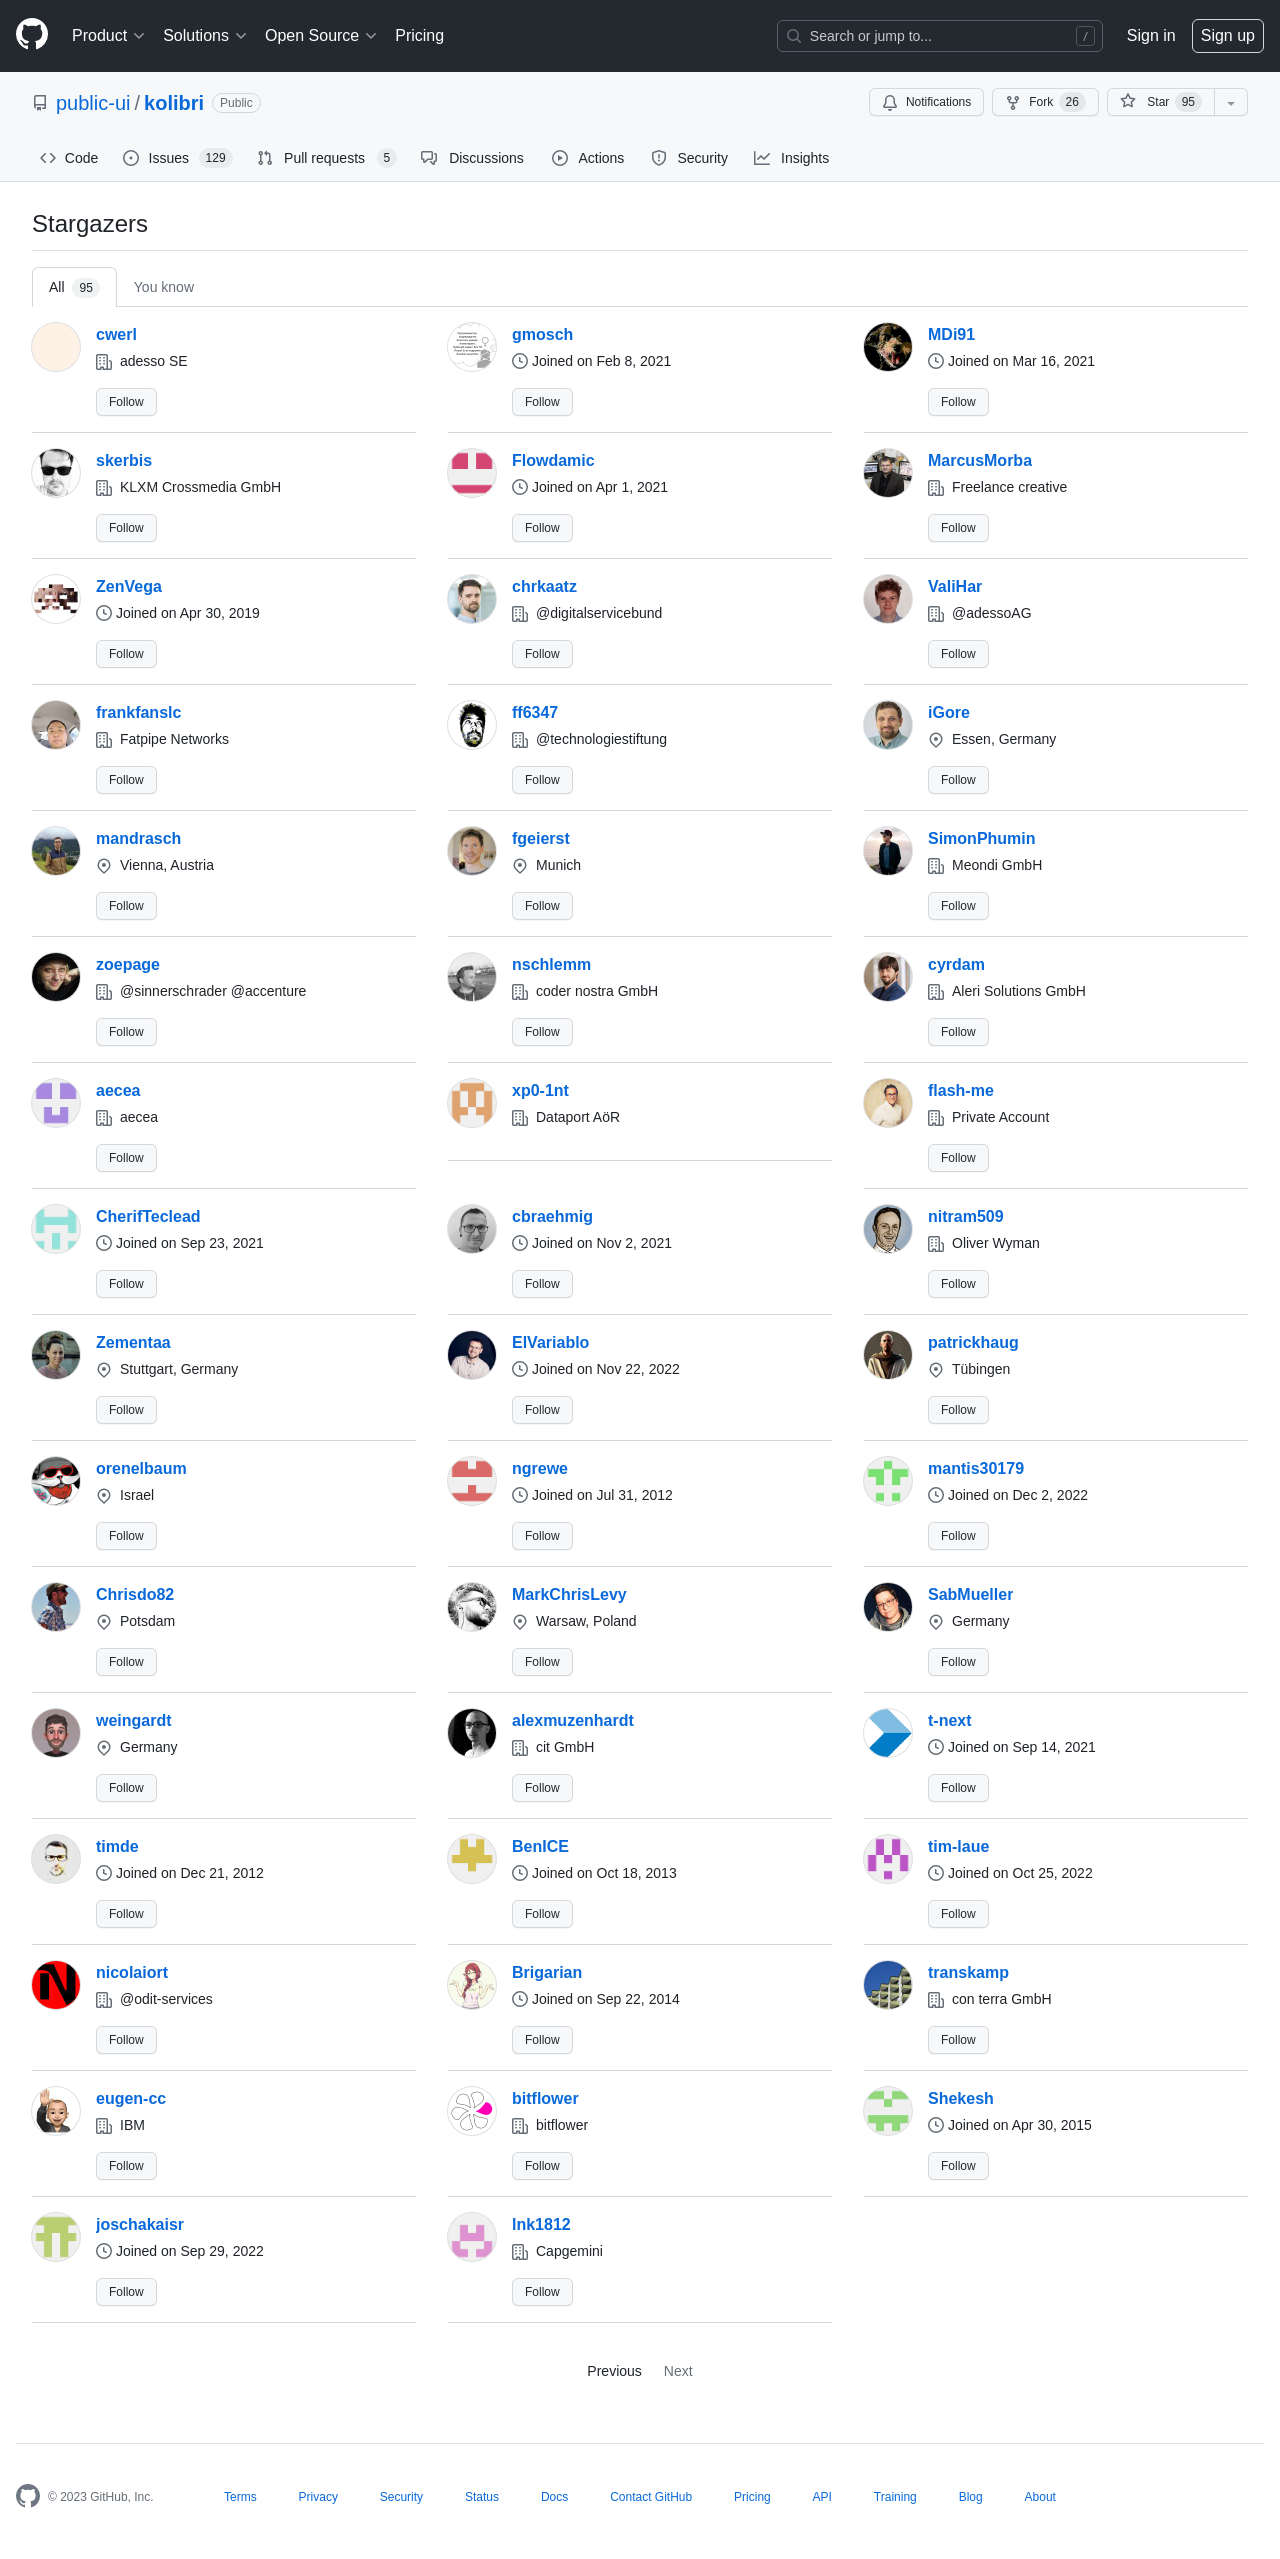 Product Solutions Open Source Pricing Search or jump to... / Sign in Sign up
public-ui / kolibri Public Notifications Fork 26 Star 95
Code Issues 129 Pull requests 5 Discussions Actions Security Insights
Stargazers
All 95 You know
cwerl gmosch MDi91
adesso SE Joined on Feb 8, 2021 Joined on Mar 16, 2021
Follow Follow Follow
skerbis Flowdamic MarcusMorba
KLXM Crossmedia GmbH Joined on Apr 1, 2021 Freelance creative
Follow Follow Follow
ZenVega chrkaatz ValiHar
Joined on Apr 30, 2019 @digitalservicebund @adessoAG
Follow Follow Follow
frankfanslc ff6347 iGore
Fatpipe Networks @technologiestiftung Essen, Germany
Follow Follow Follow
mandrasch fgeierst SimonPhumin
Vienna, Austria Munich Meondi GmbH
Follow Follow Follow
zoepage nschlemm cyrdam
@sinnerschrader @accenture coder nostra GmbH Aleri Solutions GmbH
Follow Follow Follow
aecea xp0-1nt flash-me
aecea Dataport AöR Private Account
Follow Follow
CherifTeclead cbraehmig nitram509
Joined on Sep 23, 2021 Joined on Nov 2, 2021 Oliver Wyman
Follow Follow Follow
Zementaa ElVariablo patrickhaug
Stuttgart, Germany Joined on Nov 22, 2022 Tübingen
Follow Follow Follow
orenelbaum ngrewe mantis30179
Israel Joined on Jul 31, 2012 Joined on Dec 2, 2022
Follow Follow Follow
Chrisdo82 MarkChrisLevy SabMueller
Potsdam Warsaw, Poland Germany
Follow Follow Follow
weingardt alexmuzenhardt t-next
Germany cit GmbH Joined on Sep 14, 2021
Follow Follow Follow
timde BenICE tim-laue
Joined on Dec 21, 2012 Joined on Oct 18, 2013 Joined on Oct 25, 2022
Follow Follow Follow
nicolaiort Brigarian transkamp
@odit-services Joined on Sep 22, 2014 con terra GmbH
Follow Follow Follow
eugen-cc bitflower Shekesh
IBM bitflower Joined on Apr 30, 2015
Follow Follow Follow
joschakaisr lnk1812
Joined on Sep 29, 2022 Capgemini
Follow Follow
Previous Next
© 2023 GitHub, Inc. Terms Privacy Security Status Docs Contact GitHub Pricing API Training Blog About